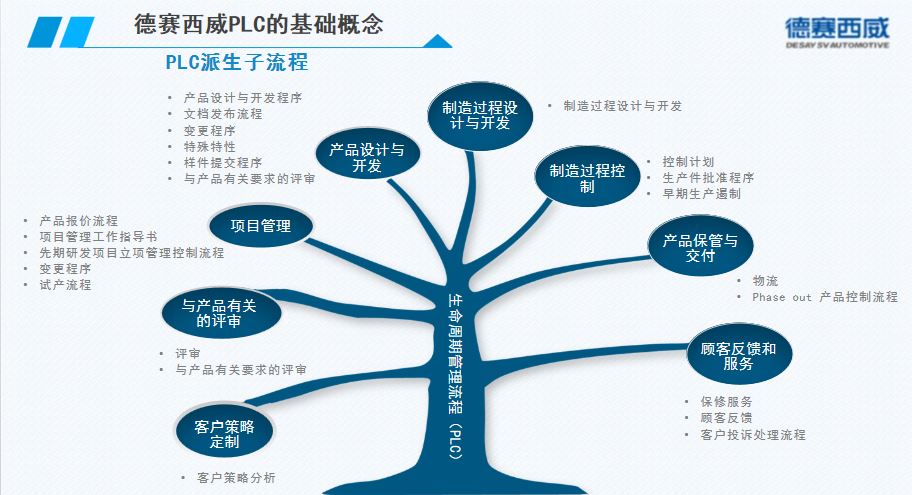 德赛西威PLC的基础概念
德赛西威
DESAY SV AUTOMOTIVE
PLC派生子流程
• 产品设计与开发程序
• 文档发布流程
• 变更程序
• 特殊特性
• 样件提交程序
• 与产品有关要求的评审
产品设计与
开发
制造过程设
计与开发
• 制造过程设计与开发
制造过程控
制
• 控制计划
• 生产件批准程序
• 早期生产遏制
• 产品报价流程
• 项目管理工作指导书
• 先期研发项目立项管理控制流程
• 变更程序
• 试产流程
项目管理
产品保管与
交付
• 物流
• Phase out 产品控制流程
与产品有关
的评审
• 评审
• 与产品有关要求的评审
生命周期管理流程（PLC）
顾客反馈和
服务
• 保修服务
• 顾客反馈
• 客户投诉处理流程
客户策略
定制
• 客户策略分析